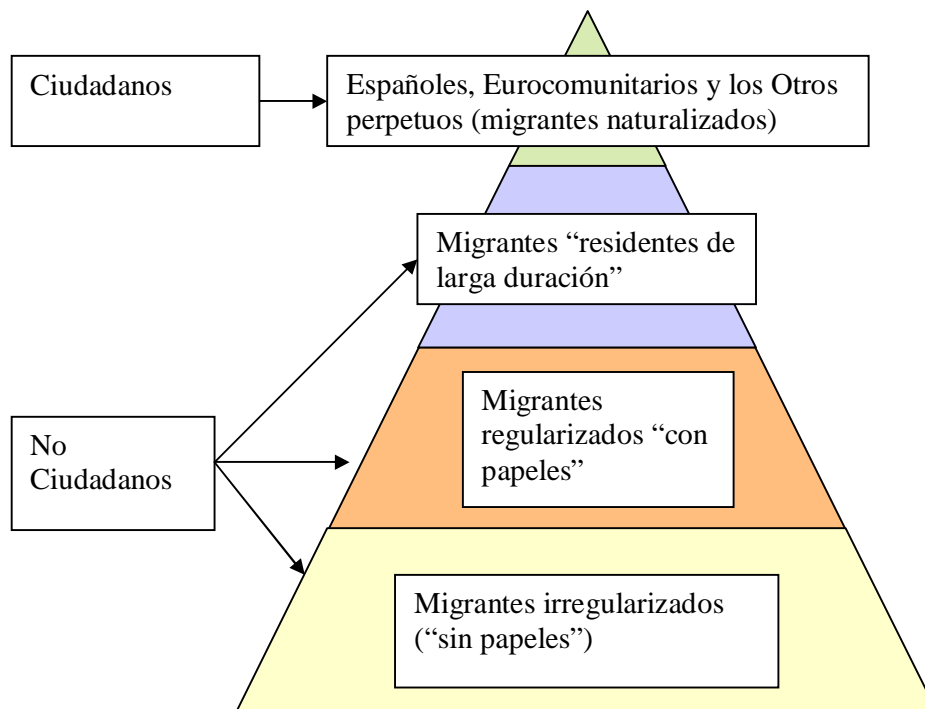 Ciudadanos
Españoles, Eurocomunitarios y los Otros
perpetuos (migrantes naturalizados)
Migrantes “residentes de
larga duración”
No
Ciudadanos
Migrantes
regularizados “con
papeles”
Migrantes irregularizados
(“sin papeles”)